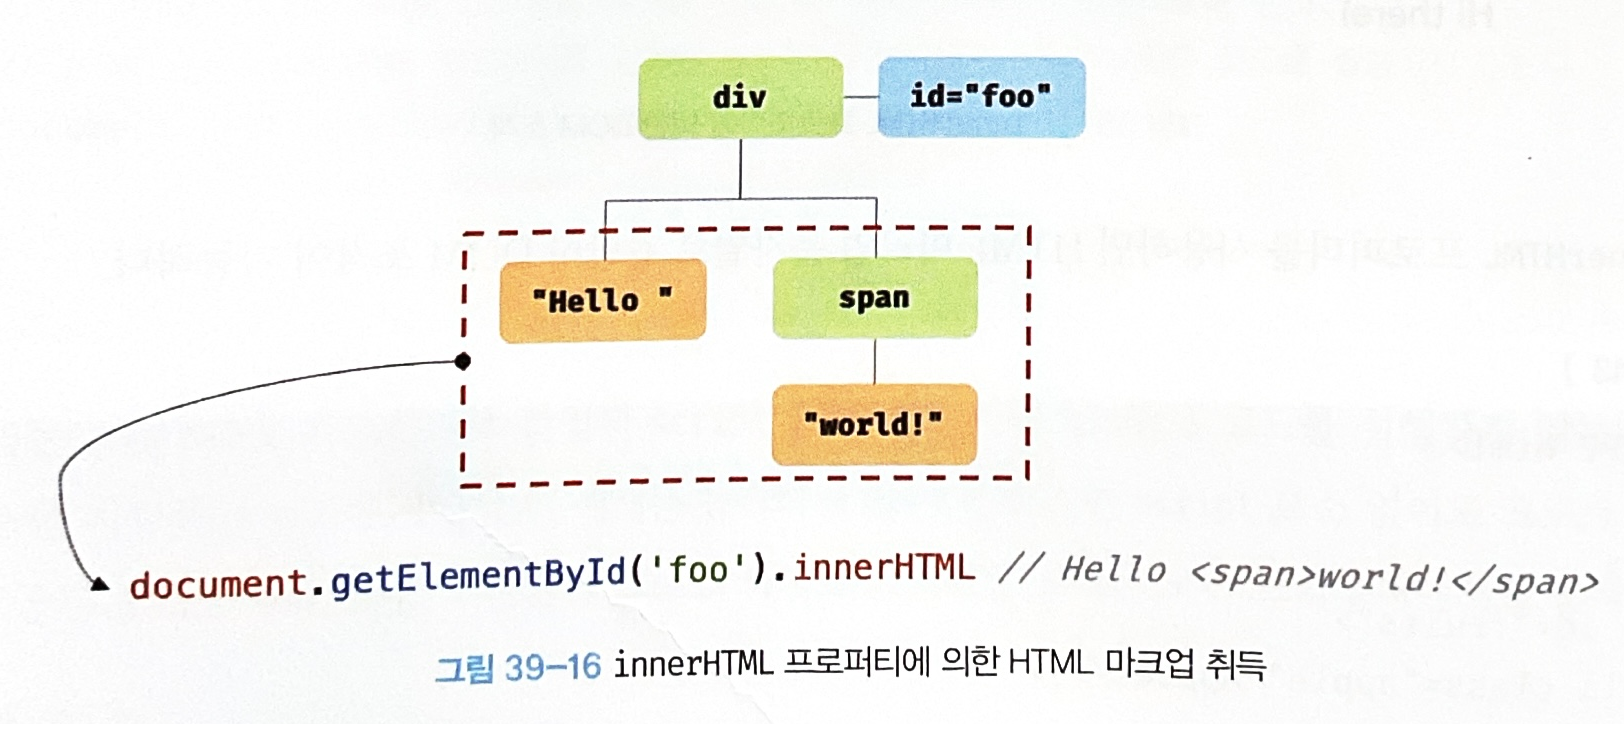 div
id="foo"
"Hello "
span
"world!"
document.getElementById('foo').innerHTML // Hello <span>world!</span>
그림 39-16 innerHTML 프로퍼티에 의한 HTML 마크업 취득